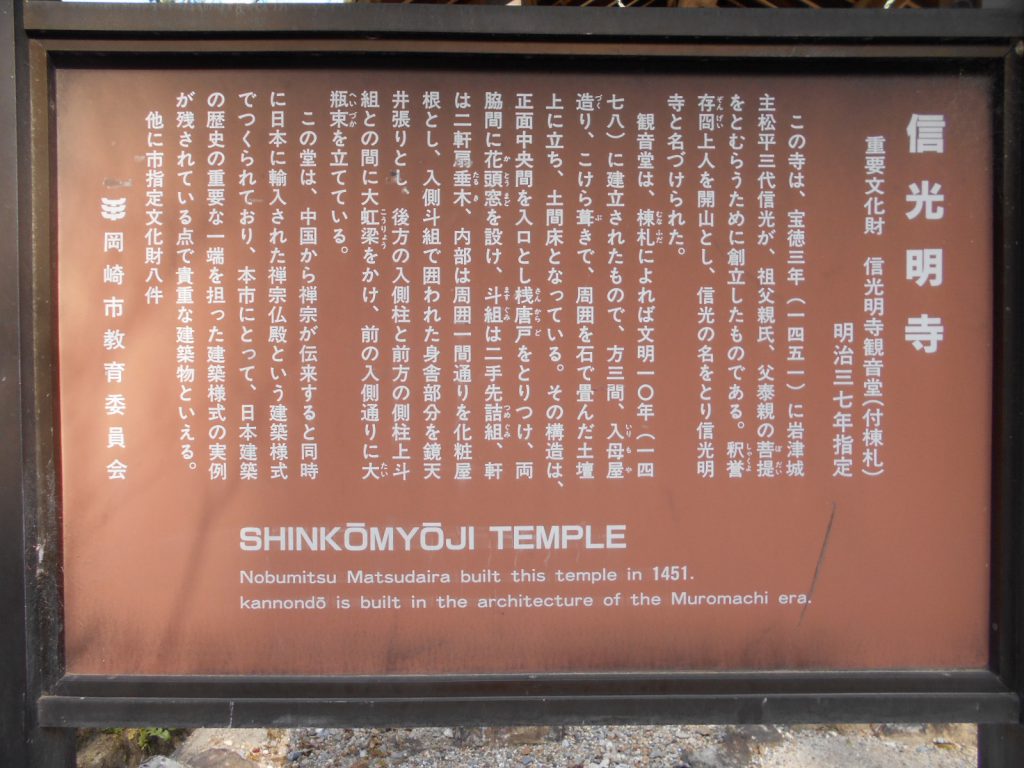 信光明寺
重要文化財　信光明寺観音堂（付棟札）
明治三七年指定
この寺は、宝徳三年（一四五一）に岩津城
主松平三代信光が、祖父親氏、父泰親の菩提
をとむらうために創立したものである。釈誉
存冏上人を開山とし、信光の名をとり信光明
寺と名づけられた。
観音堂は、棟札によれば文明一〇年（一四
七八）に建立されたもので、方三間、入母屋
造り、こけら葺きで、周囲を石で畳んだ土壇
上に立ち、土間床となっている。その構造は、
正面中央間を入口とし桟唐戸をとりつけ、両
脇間に花頭窓を設け、斗組は二手先詰組、軒
は二軒扇垂木、内部は周囲一間通りを化粧屋
根とし、入側斗組で囲われた身舎部分を鏡天
井張りとし、後方の入側柱と前方の側柱上斗
組との間に大虹梁をかけ、前の入側通りに大
瓶束を立てている。
この堂は、中国から禅宗が伝来すると同時
に日本に輸入された禅宗仏殿という建築様式
でつくられており、本市にとって、日本建築
の歴史の重要な一端を担った建築様式の実例
が残されている点で貴重な建築物といえる。
他に市指定文化財八件
岡崎市教育委員会
SHINKŌMYŌJI TEMPLE
Nobumitsu Matsudaira built this temple in 1451.
kannondō is built in the architecture of the Muromachi era.